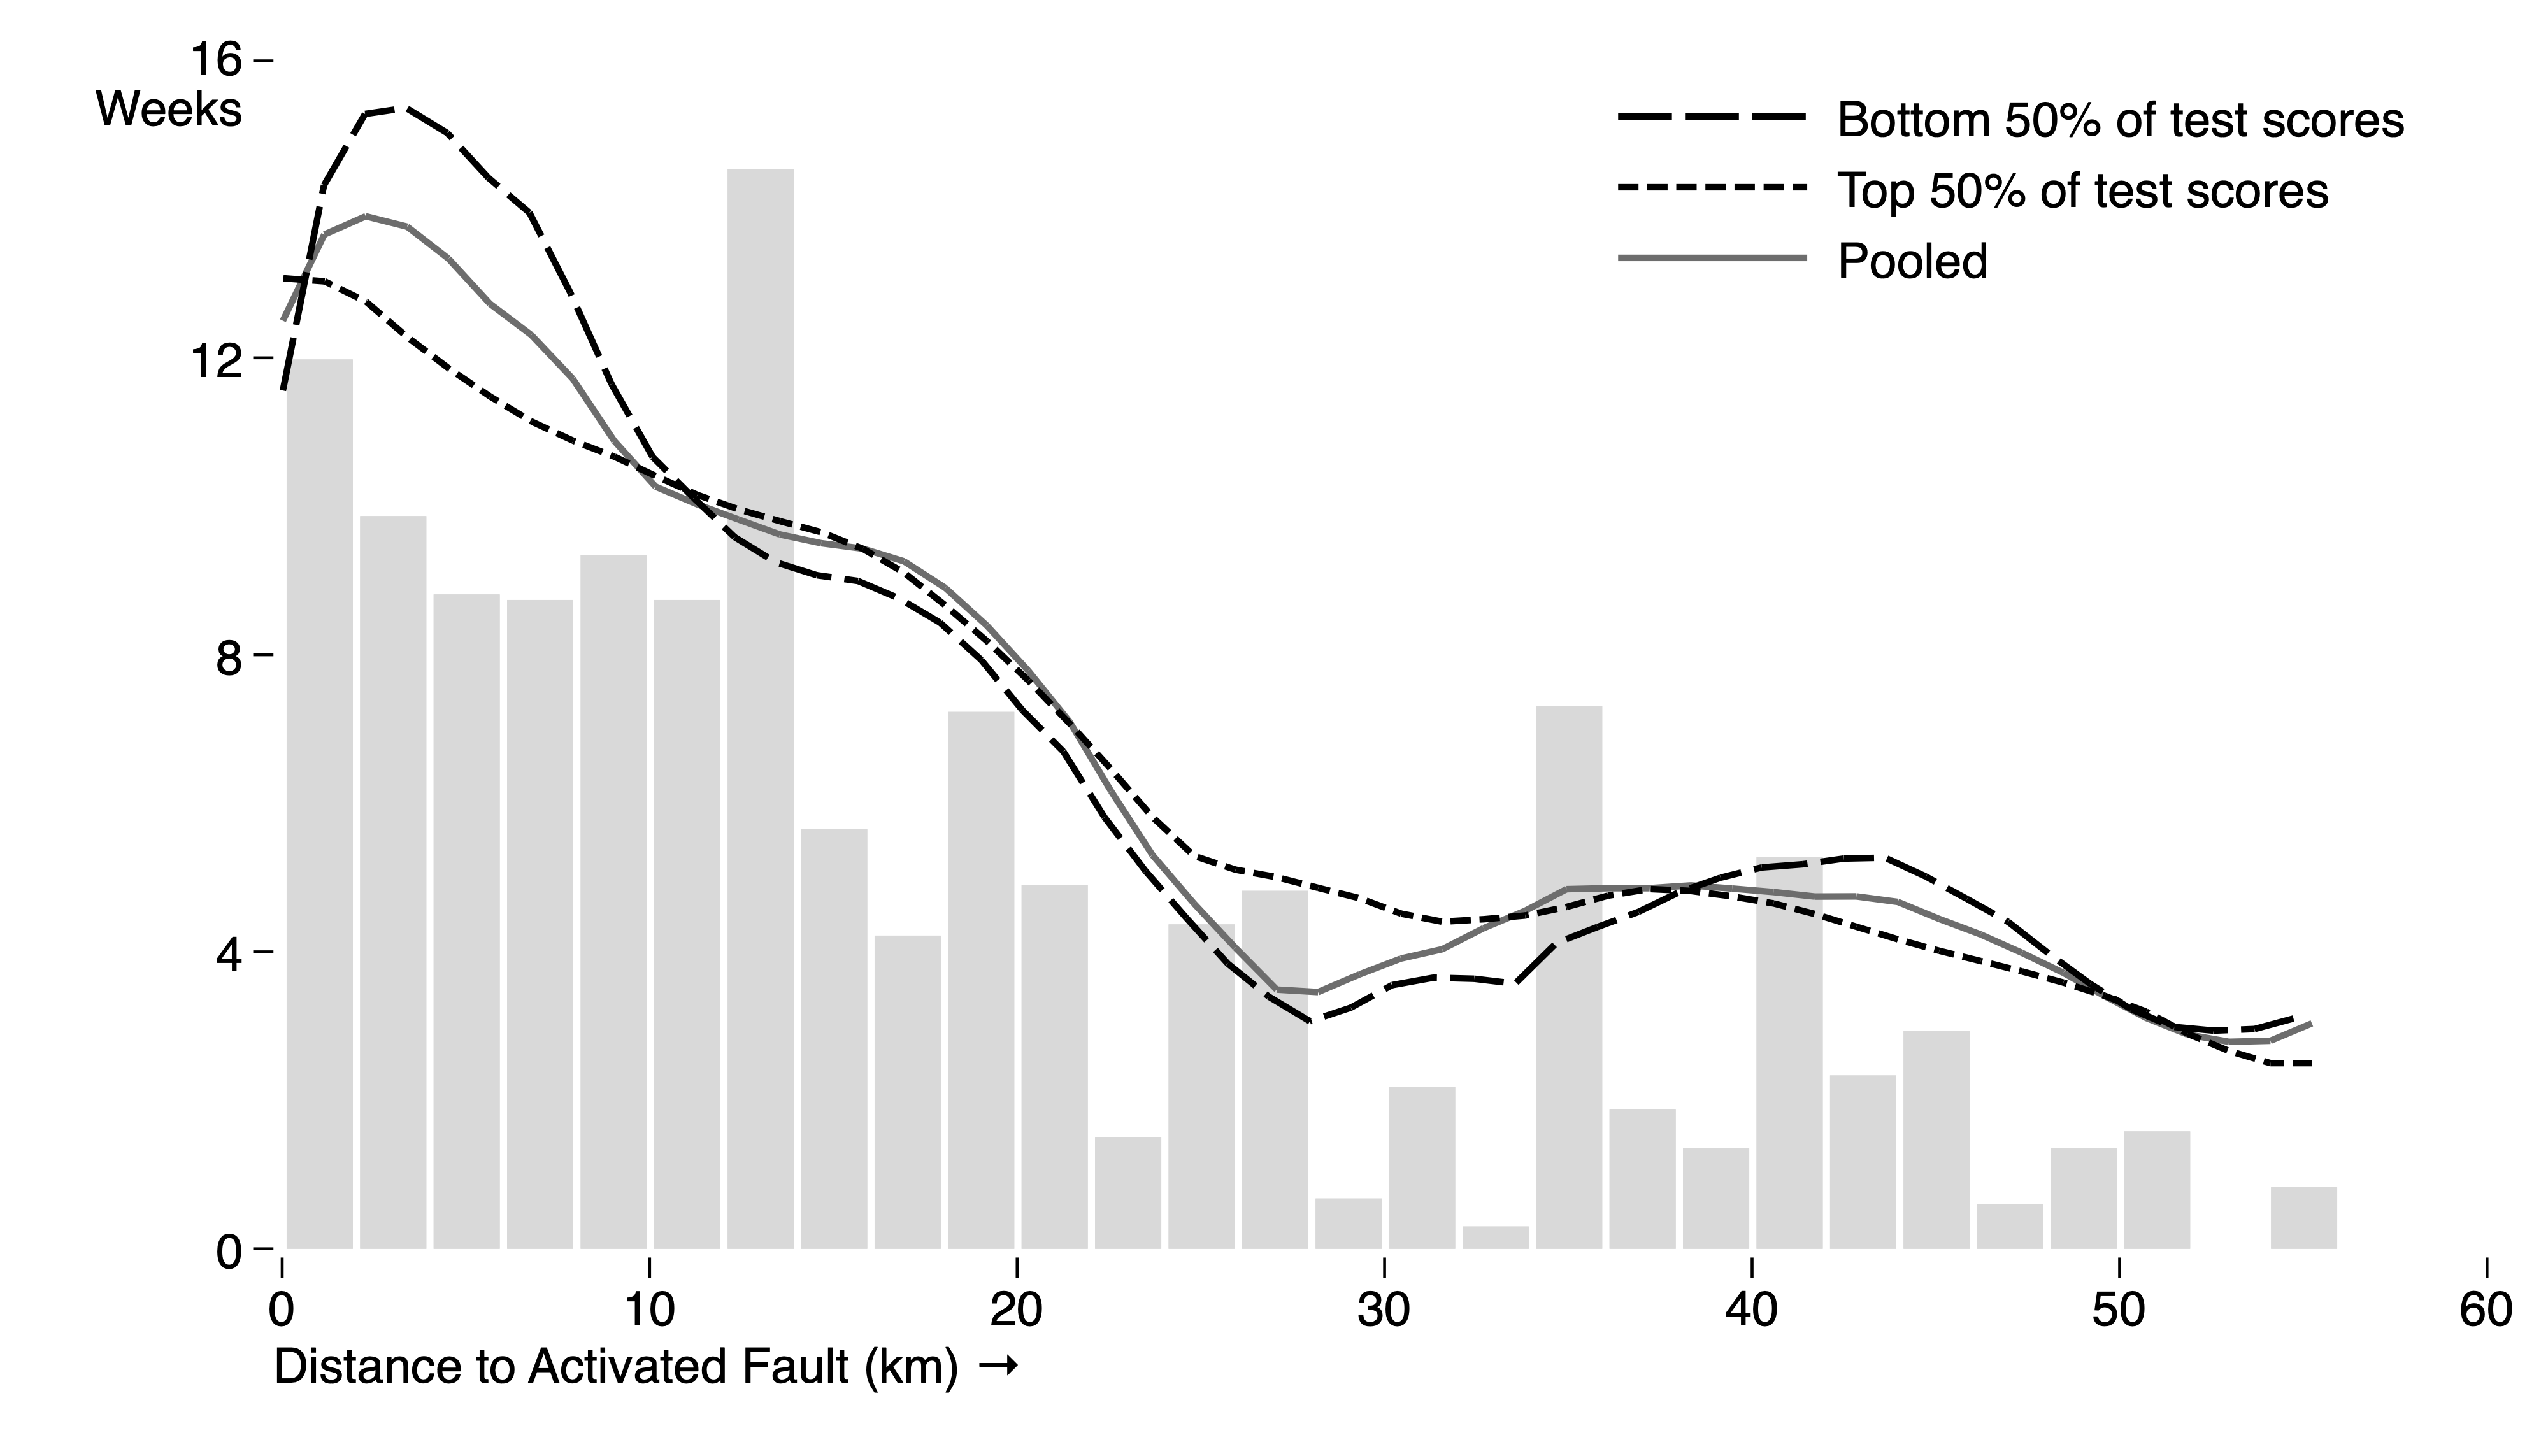 16
Weeks
Bottom 50% of test scores
Top 50% of test scores
Pooled
12
8
4
0
0 10 20 30 40 50 60
Distance to Activated Fault (km) →